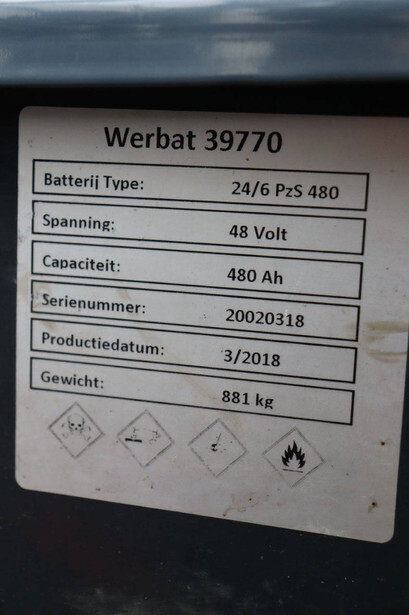 Werbat 39770
Batterij Type: 24/6 PzS 480
Spanning: 48 Volt
Capaciteit: 480 Ah
Serienummer: 20020318
Productiedatum: 3/2018
Gewicht: 881 kg